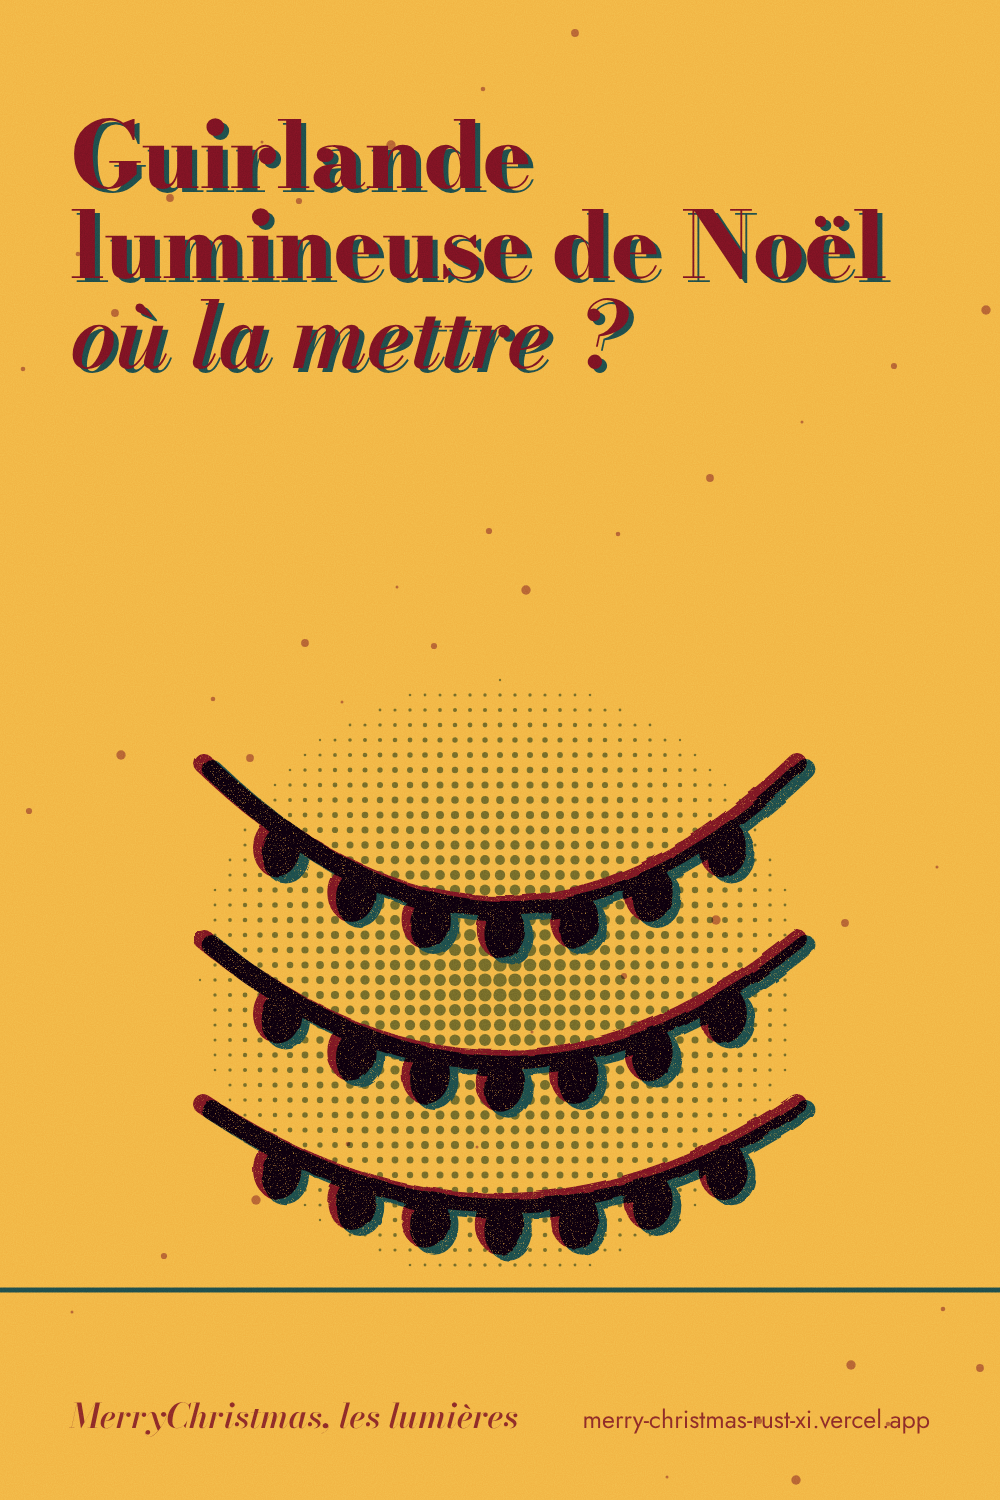 Guirlande
lumineuse de Noël
où la mettre ?
MerryChristmas, les lumières
merry-christmas-rust-xi.vercel.app